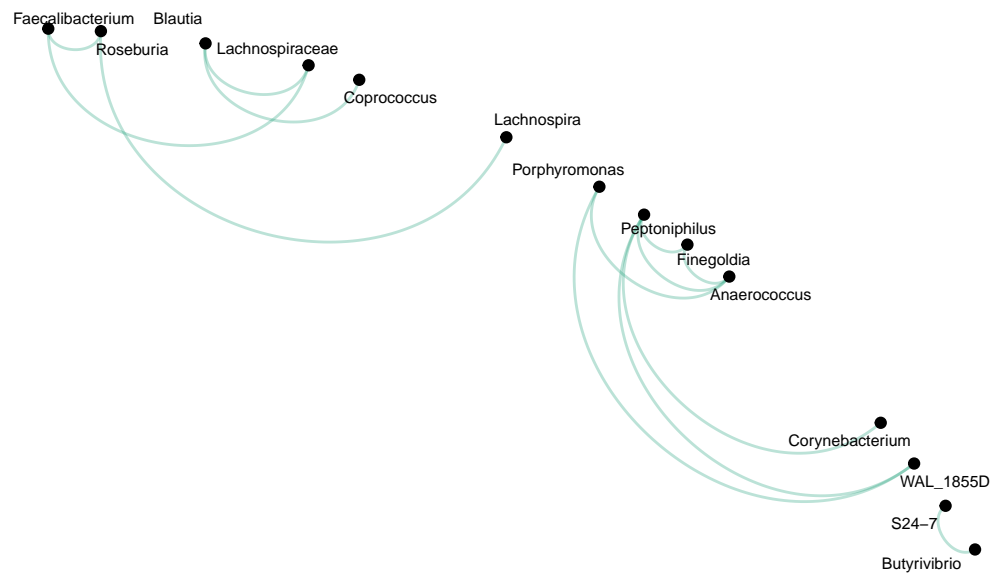 Faecalibacterium
Blautia
Roseburia
Lachnospiraceae
Coprococcus
Lachnospira
Porphyromonas
Peptoniphilus
Finegoldia
Anaerococcus
Corynebacterium
WAL_1855D
S24–7
Butyrivibrio